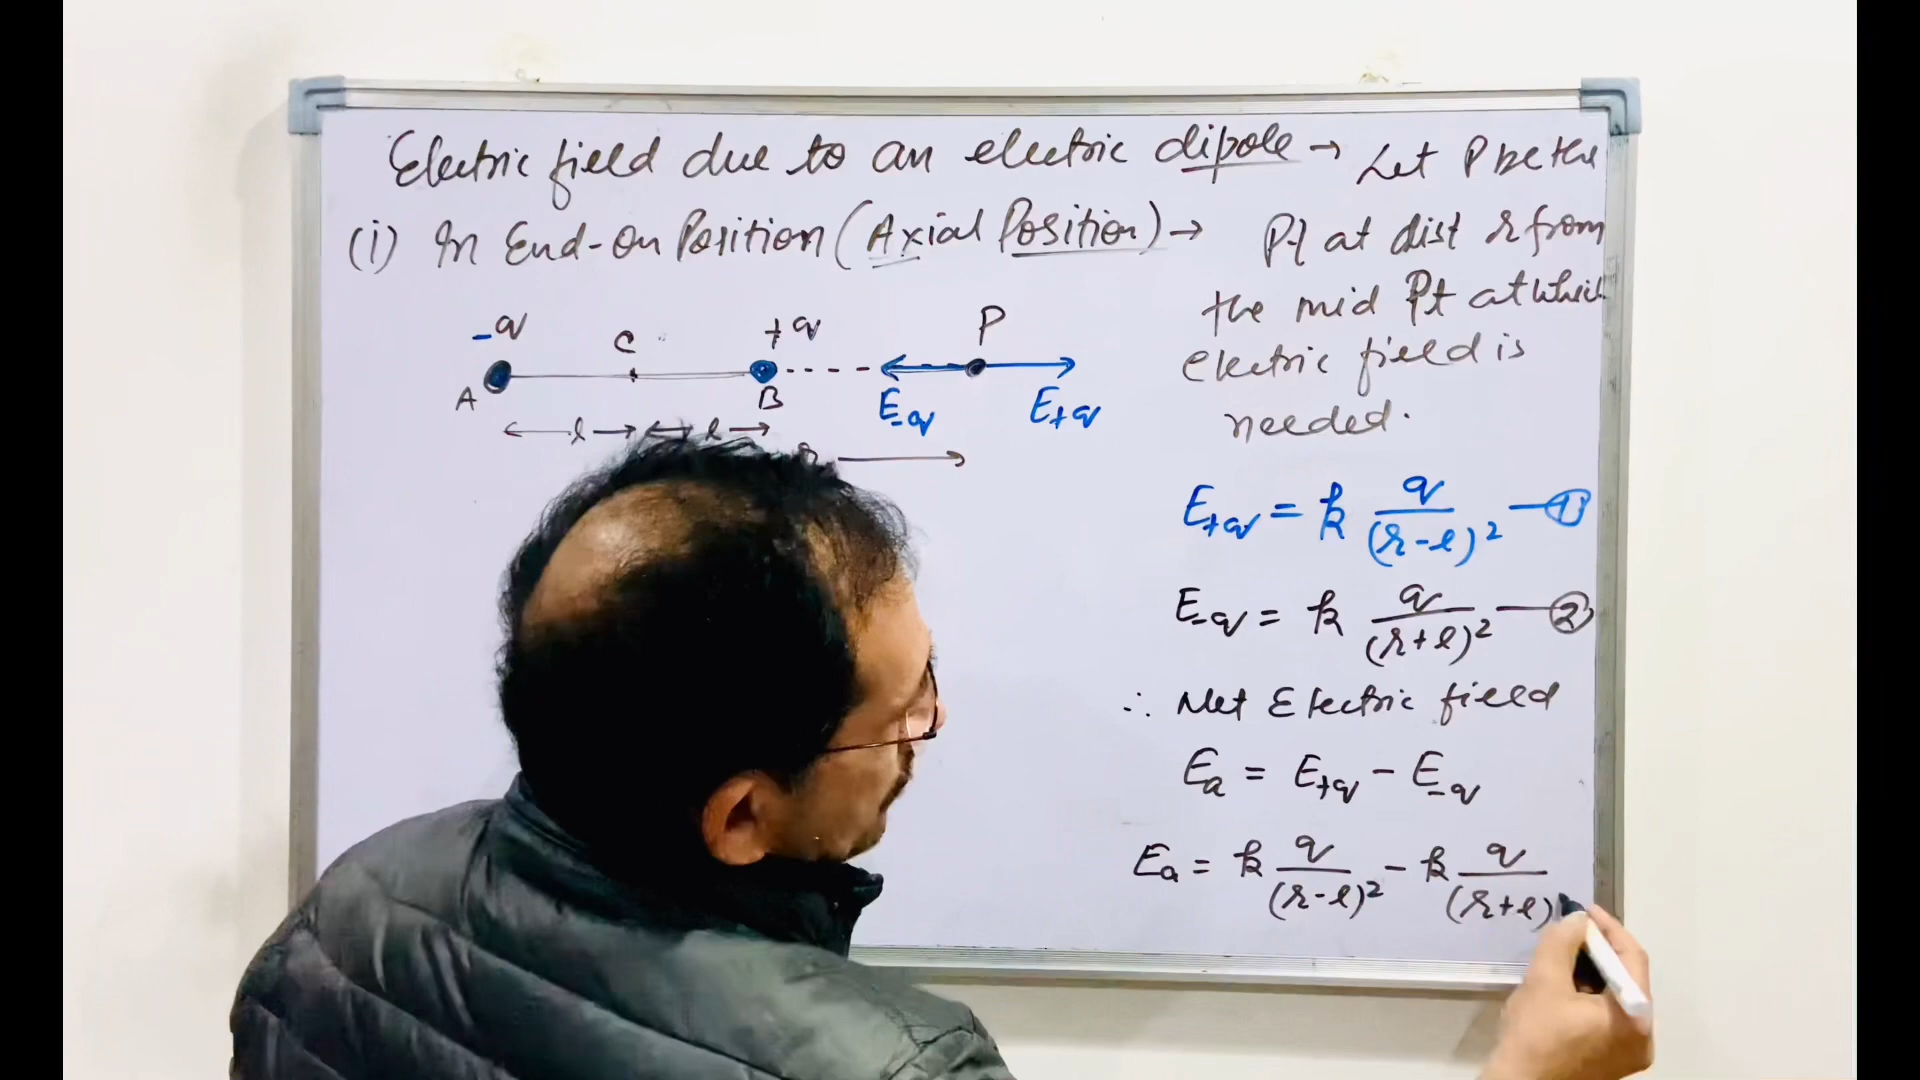 Electric field due to an electric dipole → Let P be the
(i) In End-on Position (Axial Position) → Pt at dist r from
the mid Pt at which
electric field is
needed.
-q C +q P
A B E-q E+q
l l
r
E+q = k q/(r-l)² — ①
E-q = k q/(r+l)² — ②
∴ Net Electric field
Ea = E+q - E-q
Ea = k q/(r-l)² - k q/(r+l)